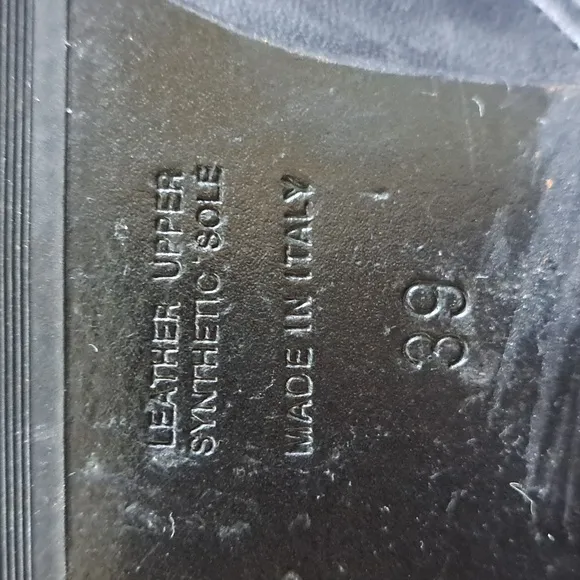 LEATHER UPPER
SYNTHETIC SOLE
MADE IN ITALY
39